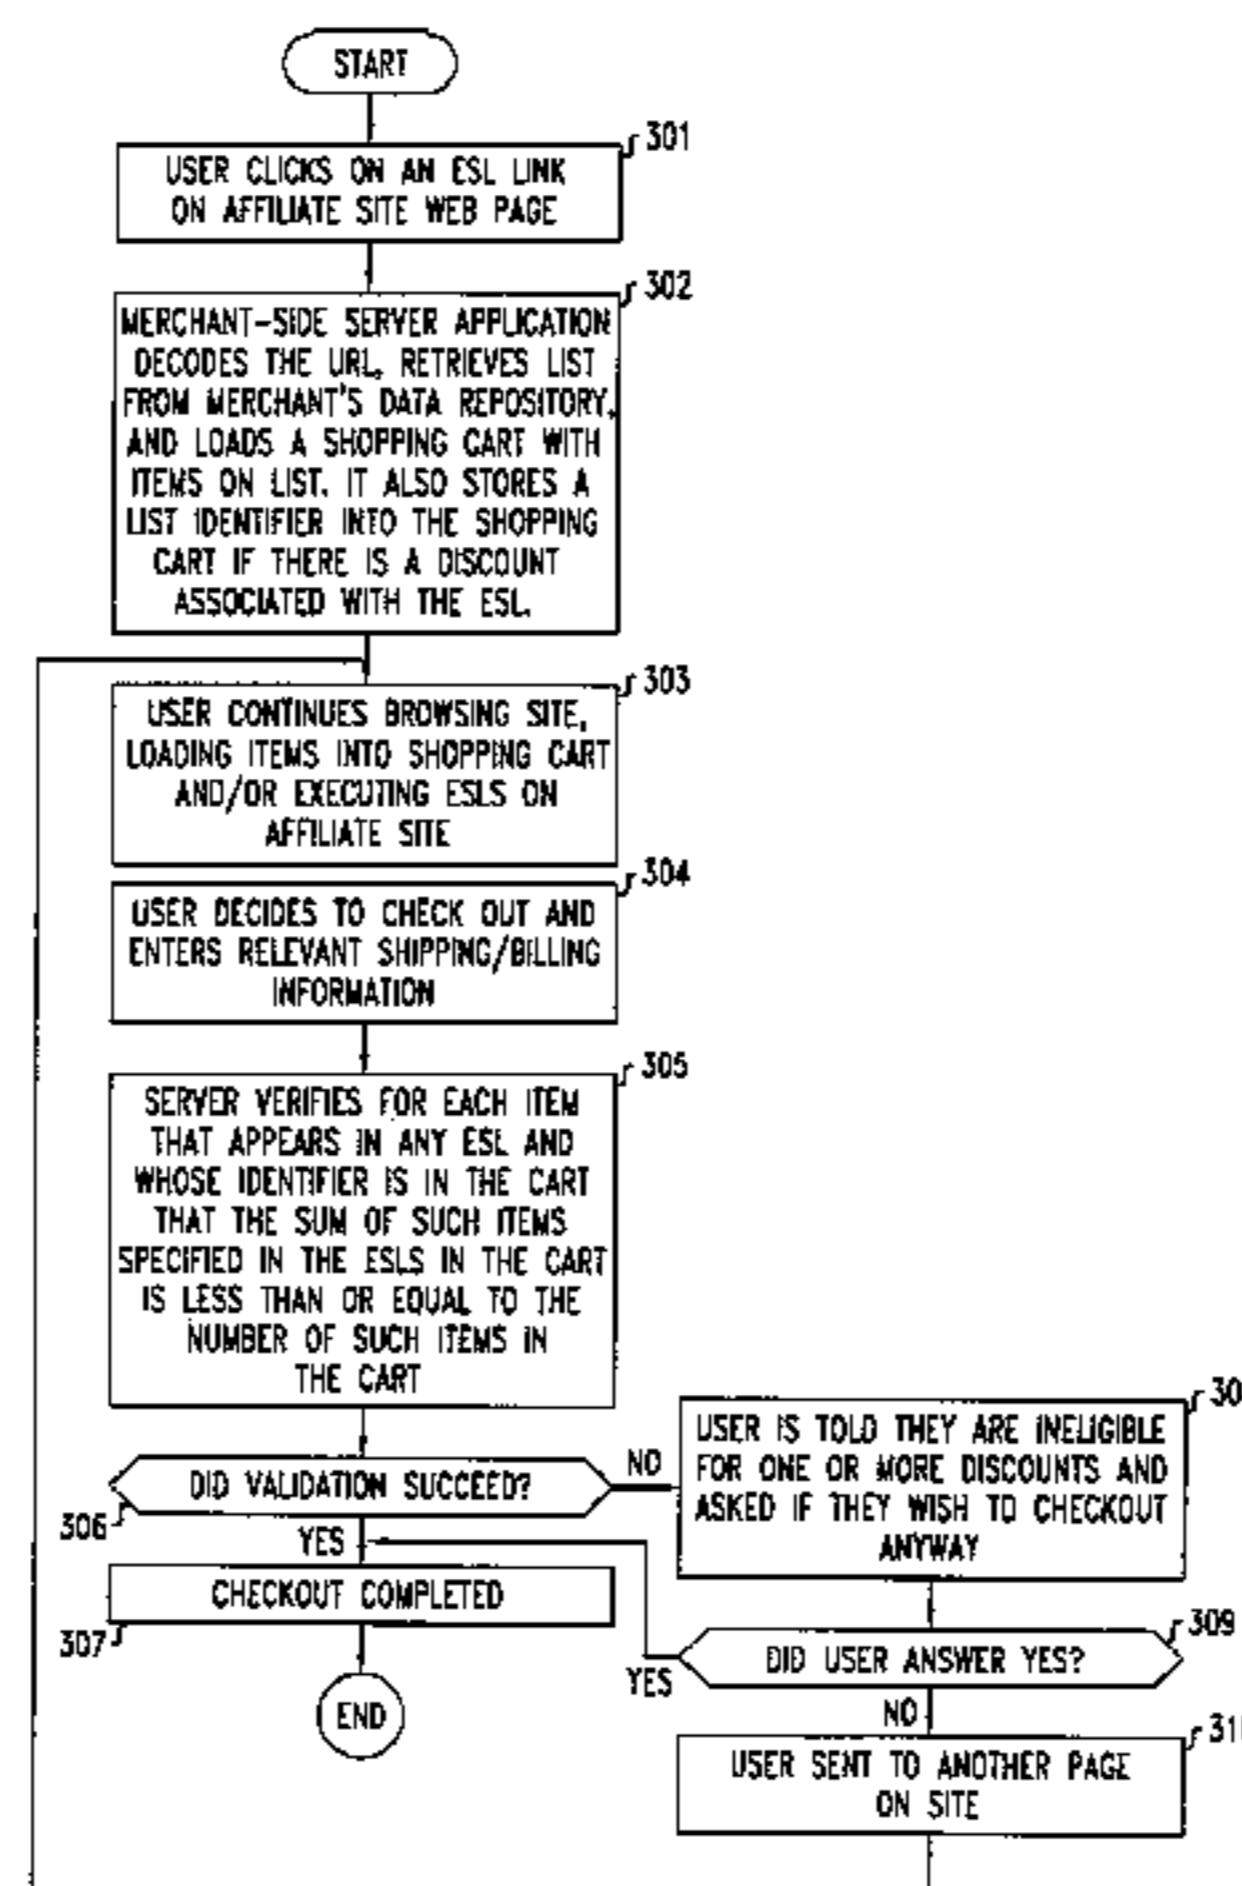 START
301
USER CLICKS ON AN ESL LINK
ON AFFILIATE SITE WEB PAGE
302
MERCHANT-SIDE SERVER APPLICATION
DECODES THE URL, RETRIEVES LIST
FROM MERCHANT'S DATA REPOSITORY,
AND LOADS A SHOPPING CART WITH
ITEMS ON LIST. IT ALSO STORES A
LIST IDENTIFIER INTO THE SHOPPING
CART IF THERE IS A DISCOUNT
ASSOCIATED WITH THE ESL.
303
USER CONTINUES BROWSING SITE,
LOADING ITEMS INTO SHOPPING CART
AND/OR EXECUTING ESLS ON
AFFILIATE SITE
304
USER DECIDES TO CHECK OUT AND
ENTERS RELEVANT SHIPPING/BILLING
INFORMATION
305
SERVER VERIFIES FOR EACH ITEM
THAT APPEARS IN ANY ESL AND
WHOSE IDENTIFIER IS IN THE CART
THAT THE SUM OF SUCH ITEMS
SPECIFIED IN THE ESLS IN THE CART
IS LESS THAN OR EQUAL TO THE
NUMBER OF SUCH ITEMS IN
THE CART
DID VALIDATION SUCCEED?
306
NO
YES
CHECKOUT COMPLETED
307
END
USER IS TOLD THEY ARE INELIGIBLE
FOR ONE OR MORE DISCOUNTS AND
ASKED IF THEY WISH TO CHECKOUT
ANYWAY
309
DID USER ANSWER YES?
YES
NO
USER SENT TO ANOTHER PAGE
ON SITE